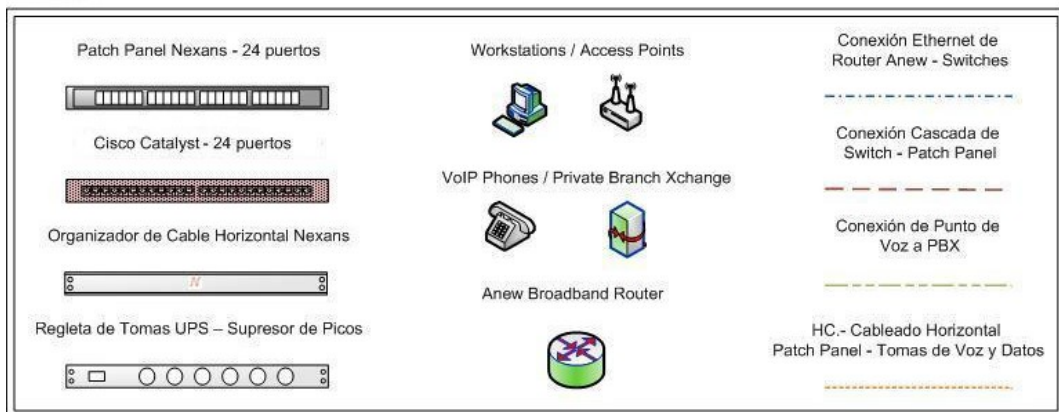 Patch Panel Nexans - 24 puertos
Cisco Catalyst - 24 puertos
Organizador de Cable Horizontal Nexans
N
Regleta de Tomas UPS – Supresor de Picos
Workstations / Access Points
VoIP Phones / Private Branch Xchange
Anew Broadband Router
Conexión Ethernet de
Router Anew - Switches
Conexión Cascada de
Switch - Patch Panel
Conexión de Punto de
Voz a PBX
HC.- Cableado Horizontal
Patch Panel - Tomas de Voz y Datos